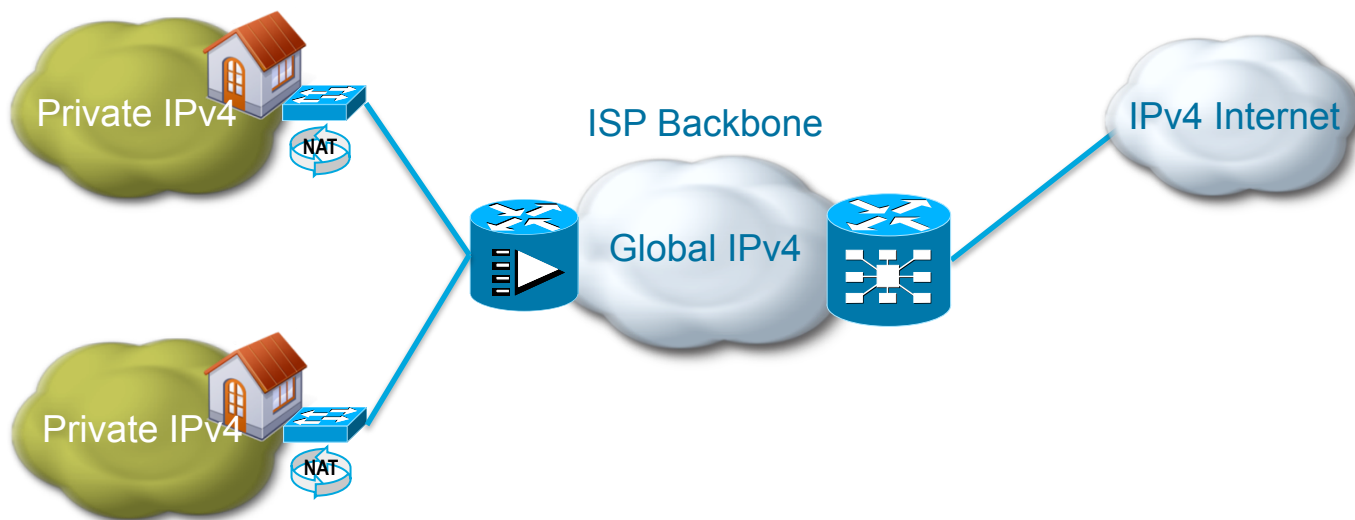 Private IPv4
NAT
ISP Backbone
Global IPv4
IPv4 Internet
Private IPv4
NAT